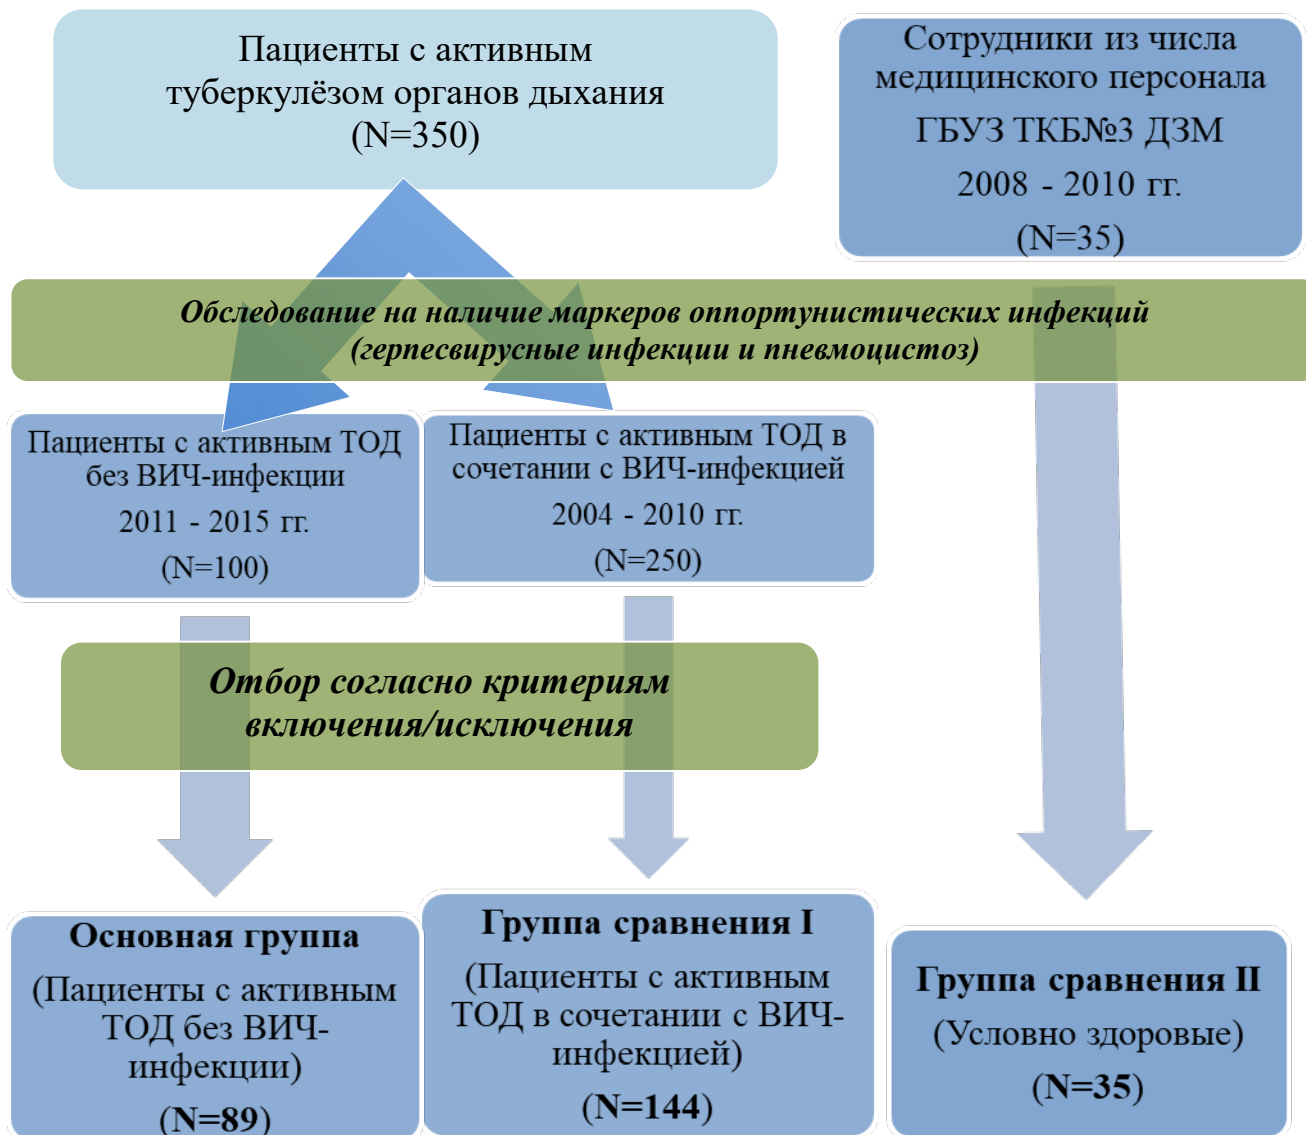 Пациенты с активным
туберкулёзом органов дыхания
(N=350)
Сотрудники из числа
медицинского персонала
ГБУЗ ТКБ№3 ДЗМ
2008 - 2010 гг.
(N=35)
Обследование на наличие маркеров оппортунистических инфекций
(герпесвирусные инфекции и пневмоцистоз)
Пациенты с активным ТОД
без ВИЧ-инфекции
2011 - 2015 гг.
(N=100)
Пациенты с активным ТОД в
сочетании с ВИЧ-инфекцией
2004 - 2010 гг.
(N=250)
Отбор согласно критериям
включения/исключения
Основная группа
(Пациенты с активным
ТОД без ВИЧ-
инфекции)
(N=89)
Группа сравнения I
(Пациенты с активным
ТОД в сочетании с ВИЧ-
инфекцией)
(N=144)
Группа сравнения II
(Условно здоровые)
(N=35)